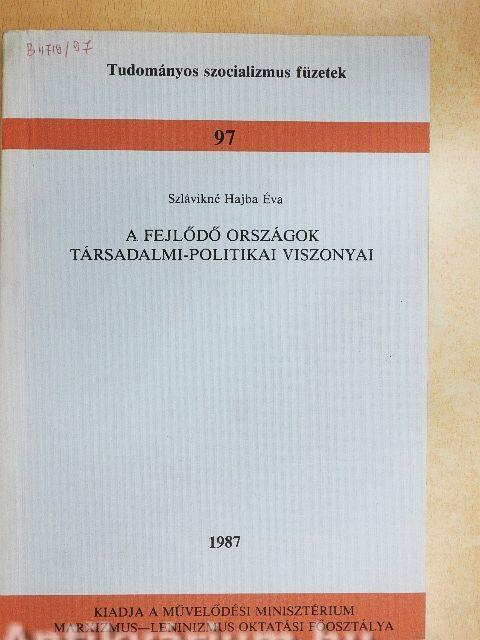 B 4719/97
Tudományos szocializmus füzetek
97
Szlávikné Hajba Éva
A FEJLŐDŐ ORSZÁGOK
TÁRSADALMI-POLITIKAI VISZONYAI
1987
KIADJA A MŰVELŐDÉSI MINISZTÉRIUM
MARXIZMUS—LENINIZMUS OKTATÁSI FŐOSZTÁLYA